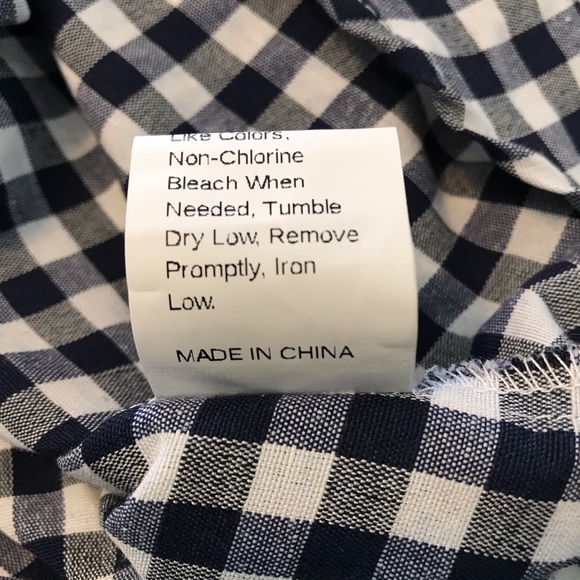 Like Colors,
Non-Chlorine
Bleach When
Needed, Tumble
Dry Low, Remove
Promptly, Iron
Low.
MADE IN CHINA